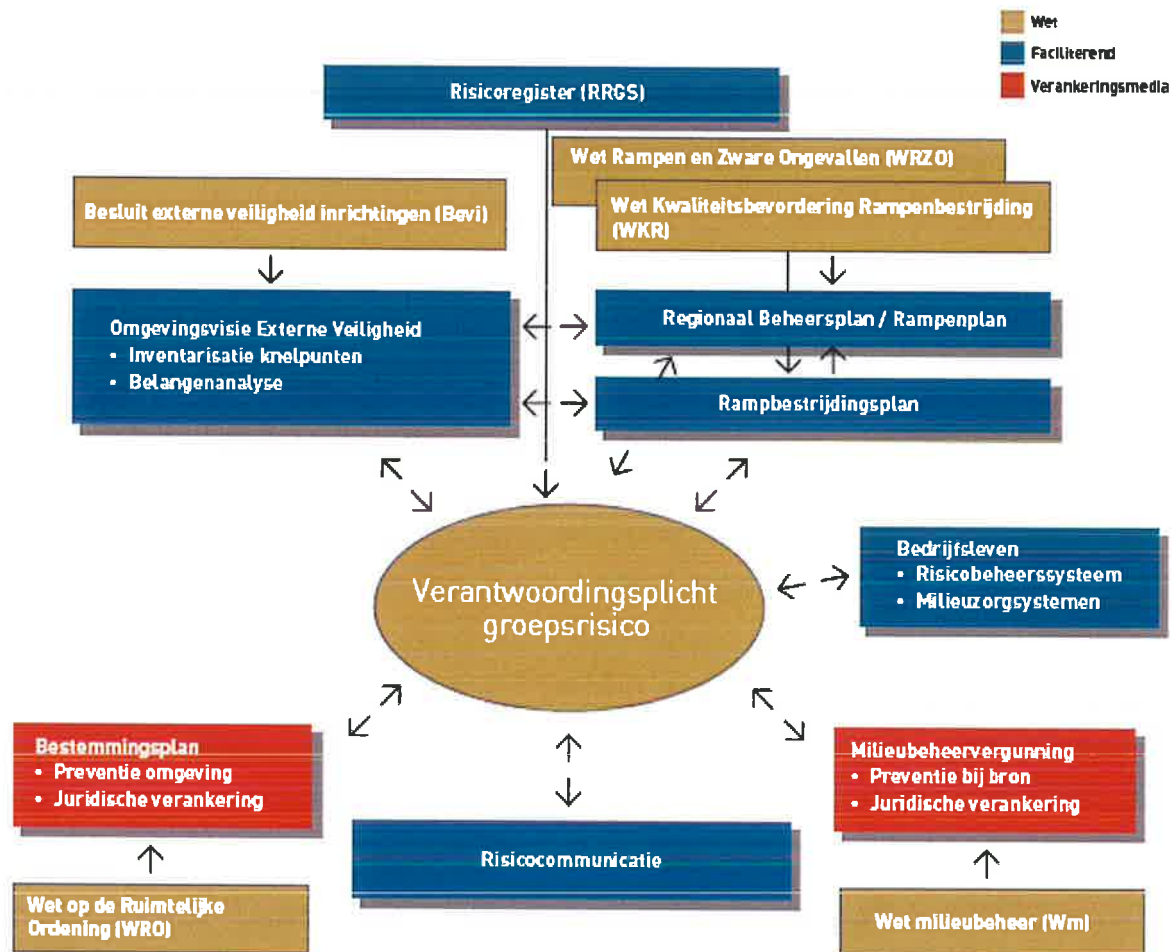 Wet
Faciliterend
Verankeringsmedia
Risicoregister (RRGS)
Wet Rampen en Zware Ongevallen (WRZO)
Besluit externe veiligheid inrichtingen (Bevi)
Wet Kwaliteitsbevordering Rampenbestrijding
(WKR)
Omgevingsvisie Externe Veiligheid
• Inventarisatie knelpunten
• Belangenanalyse
Regionaal Beheersplan / Rampenplan
Rampbestrijdingsplan
Verantwoordingsplicht
groepsrisico
Bedrijfsleven
• Risicobeheerssysteem
• Milieuzorgsystemen
Bestemmingsplan
• Preventie omgeving
• Juridische verankering
Milieubeheervergunning
• Preventie bij bron
• Juridische verankering
Risicocommunicatie
Wet op de Ruimtelijke
Ordening (WRO)
Wet milieubeheer (Wm)